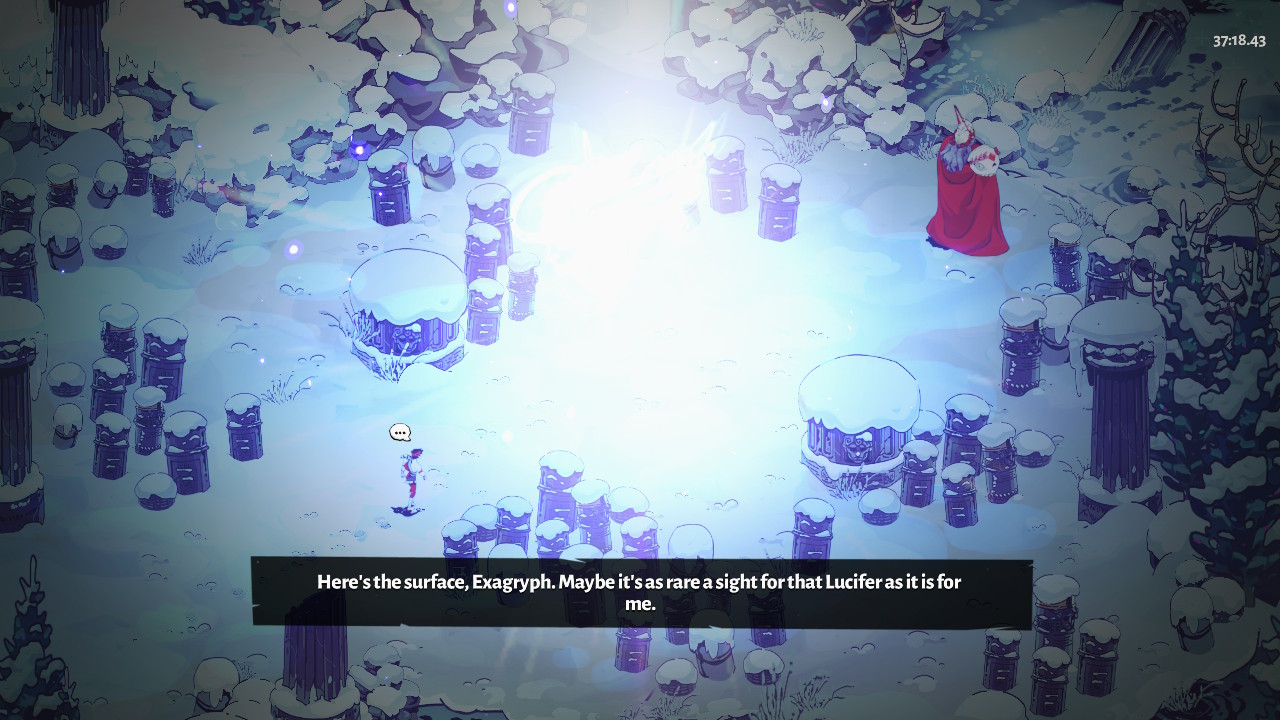 37:18.43
Here's the surface, Exagryph. Maybe it's as rare a sight for that Lucifer as it is for
me.